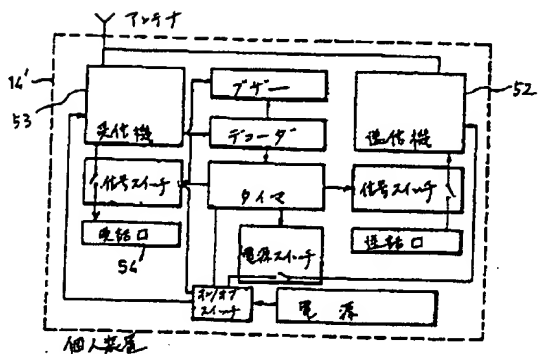 アンテナ
14'
53
52
ブザー
受信機
デコーダ
送信機
信号スイッチ
タイマ
信号スイッチ
受話口
54
電源スイッチ
送話口
オン/オフ
スイッチ
電源
個人装置